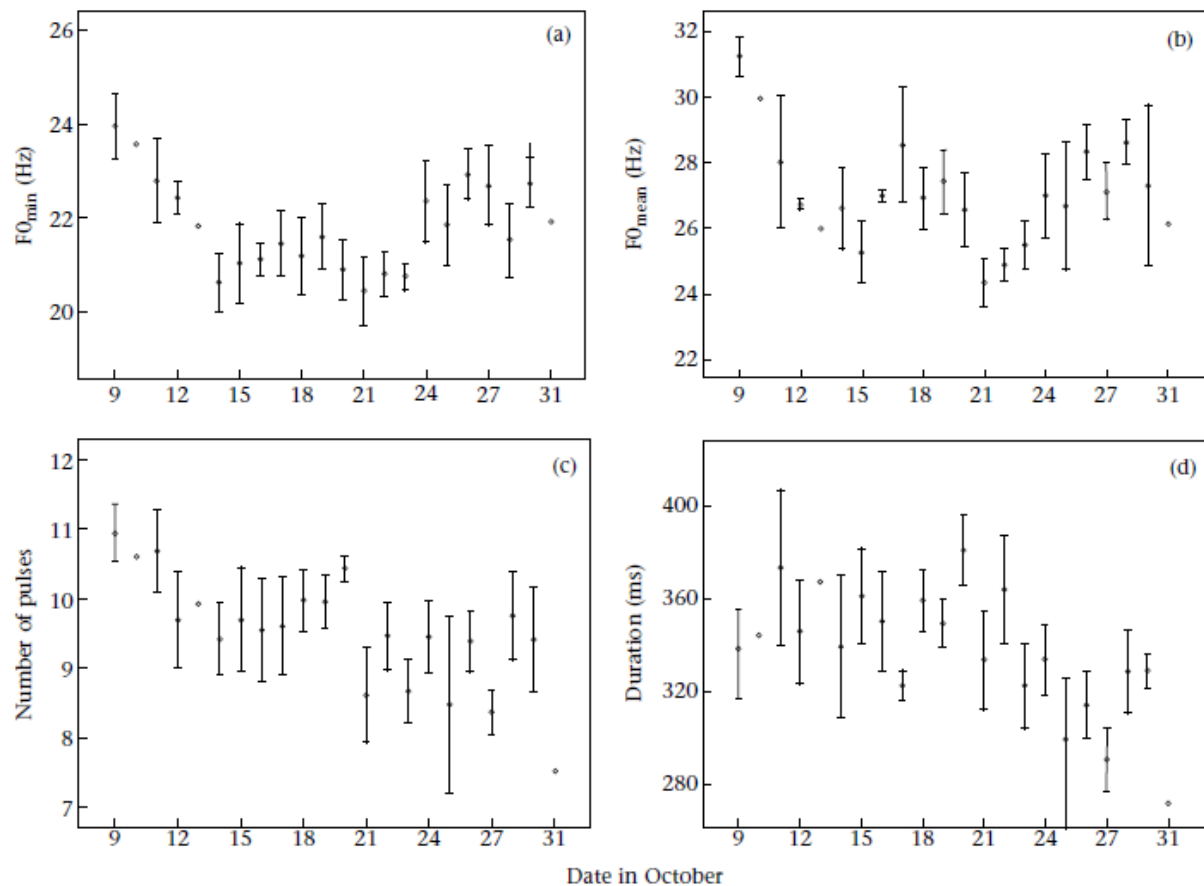 (a)
F0min (Hz)
26
24
22
20
9 12 15 18 21 24 27 31
(b)
F0mean (Hz)
32
30
28
26
24
22
9 12 15 18 21 24 27 31
(c)
Number of pulses
12
11
10
9
8
7
9 12 15 18 21 24 27 31
(d)
Duration (ms)
400
360
320
280
9 12 15 18 21 24 27 31
Date in October